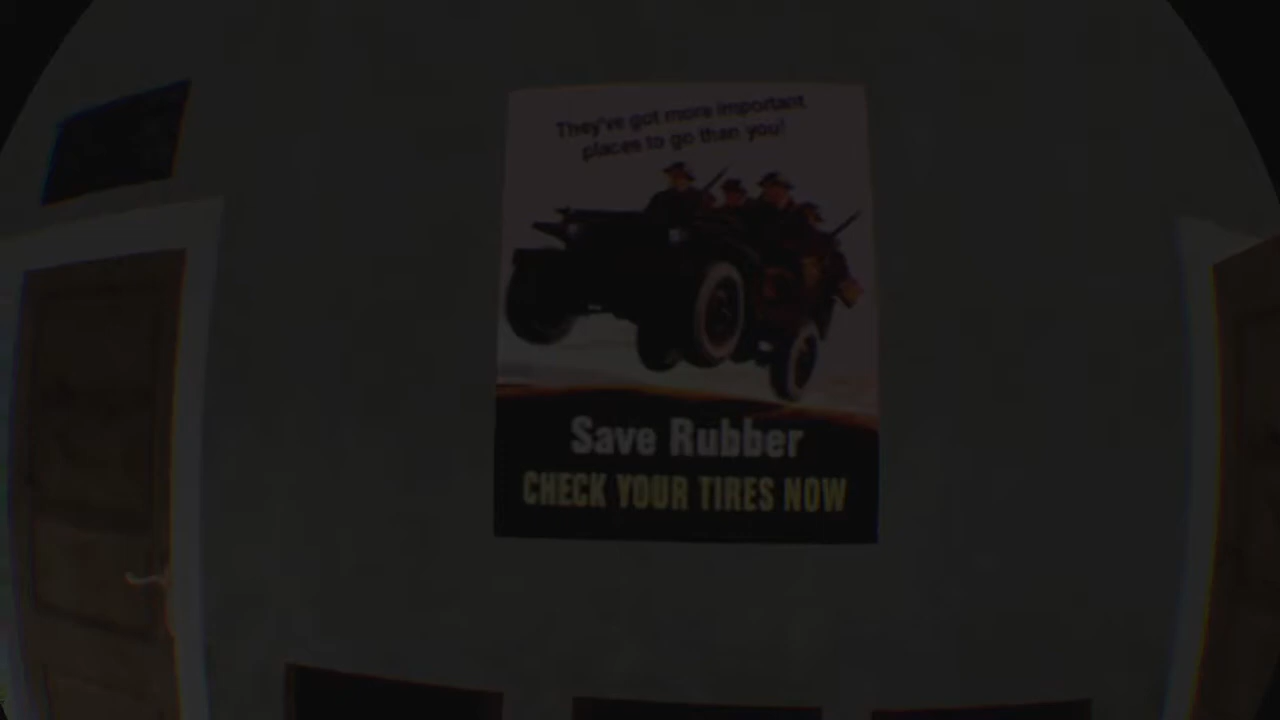 They've got more important
places to go than you!
Save Rubber
CHECK YOUR TIRES NOW